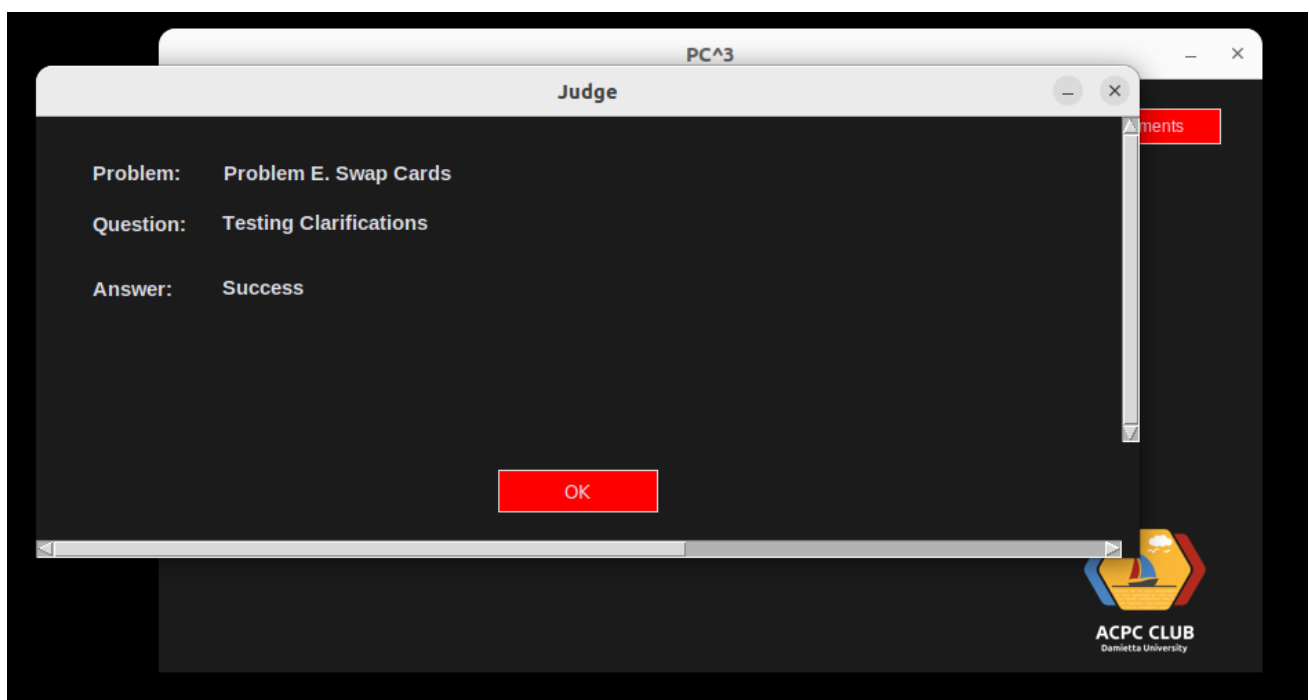 PC^3
Judge
ments
Problem: Problem E. Swap Cards
Question: Testing Clarifications
Answer: Success
OK
ACPC CLUB
Damietta University